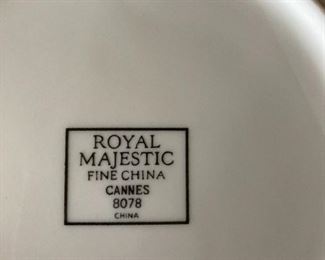 ROYAL
MAJESTIC
FINE CHINA
CANNES
8078
CHINA